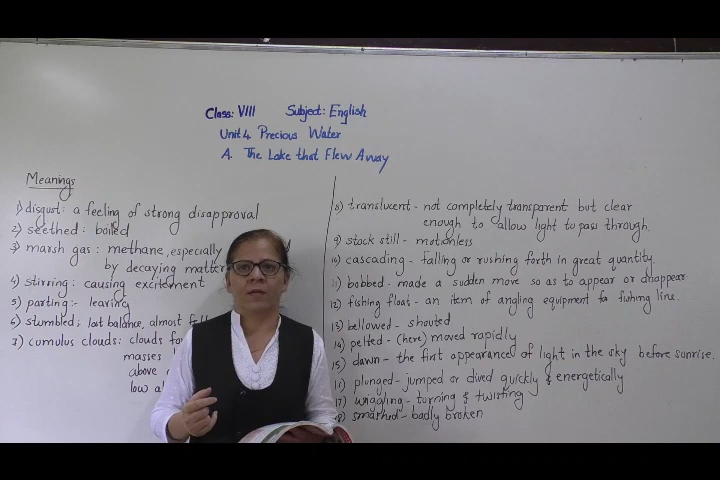 Class: VIII Subject: English
Unit 4 Precious Water
A. The Lake that Flew Away
Meanings
1) disgust: a feeling of strong disapproval
2) seethed: boiled
3) marsh gas: methane, especially
by decaying matter
4) stirring: causing excitement
5) parting:- leaving
6) stumbled: lost balance, almost
7) cumulus clouds: clouds
masses
above
low
8) translucent - not completely transparent but clear
enough to allow light to pass through.
9) stock still - motionless
10) cascading - falling or rushing forth in great quantity.
11) bobbed - made a sudden move so as to appear or disappear.
12) fishing float - an item of angling equipment for fishing line.
13) bellowed - shouted
14) pelted - (here) moved rapidly
15) dawn - the first appearance of light in the sky before sunrise.
16) plunged - jumped or dived quickly & energetically
17) wriggling - turning & twisting
18) smashed - badly broken